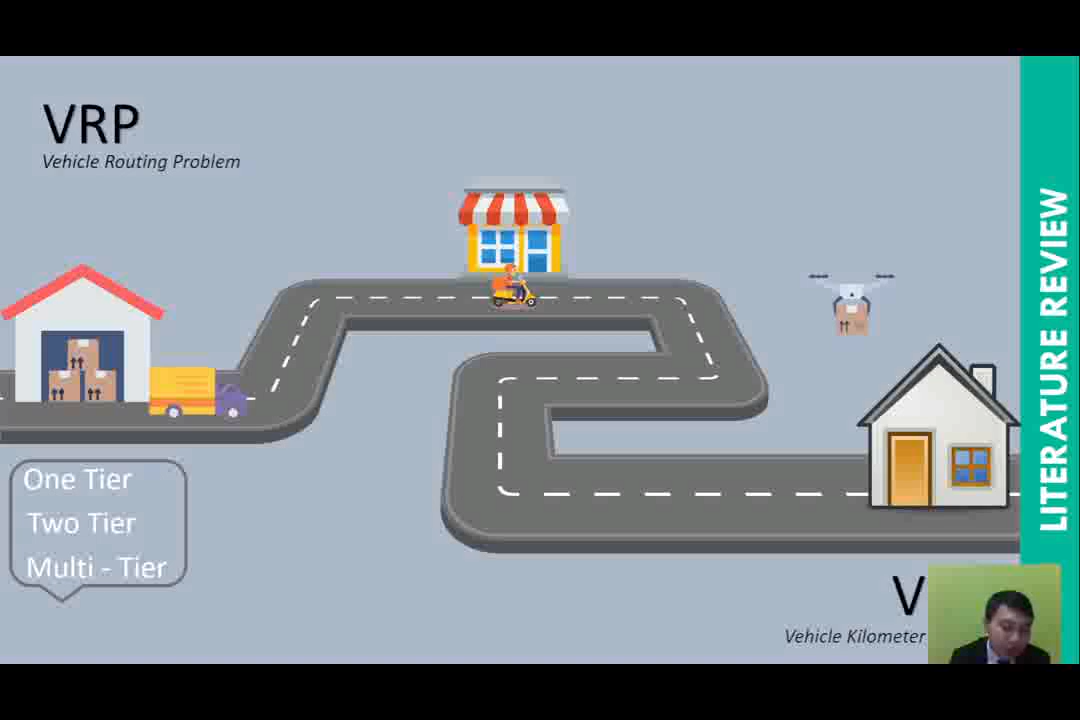 VRP
Vehicle Routing Problem
One Tier
Two Tier
Multi - Tier
V
Vehicle Kilometer
LITERATURE REVIEW